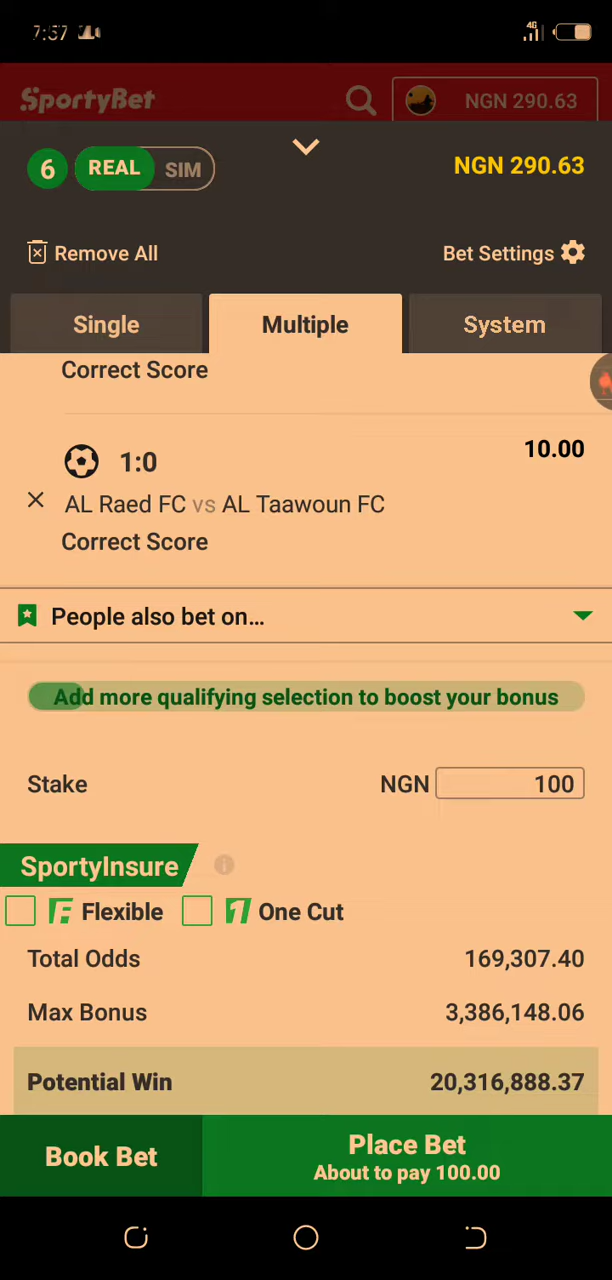 7:57
4G
SportyBet
NGN 290.63
6 REAL SIM
NGN 290.63
Remove All
Bet Settings
Single
Multiple
System
Correct Score
1:0
10.00
AL Raed FC vs AL Taawoun FC
Correct Score
People also bet on...
Add more qualifying selection to boost your bonus
Stake
NGN 100
SportyInsure
Flexible
One Cut
Total Odds
169,307.40
Max Bonus
3,386,148.06
Potential Win
20,316,888.37
Book Bet
Place Bet
About to pay 100.00